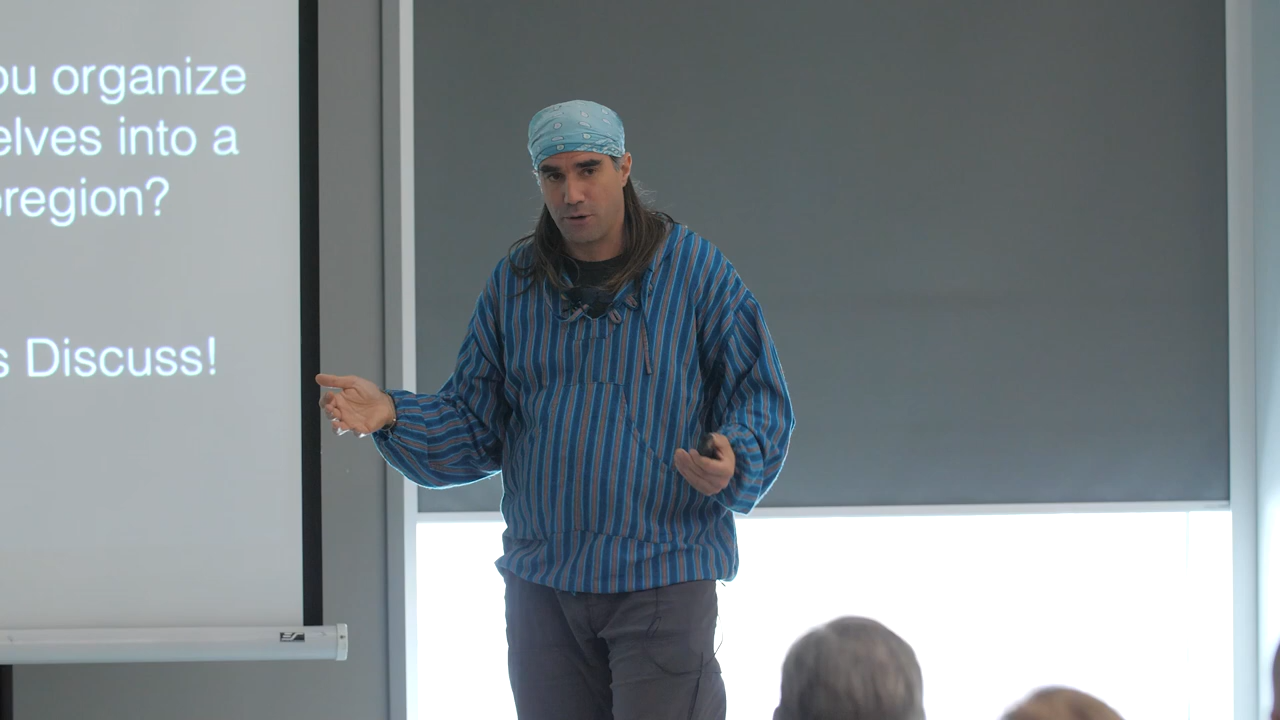 ou organize
elves into a
oregion?
s Discuss!